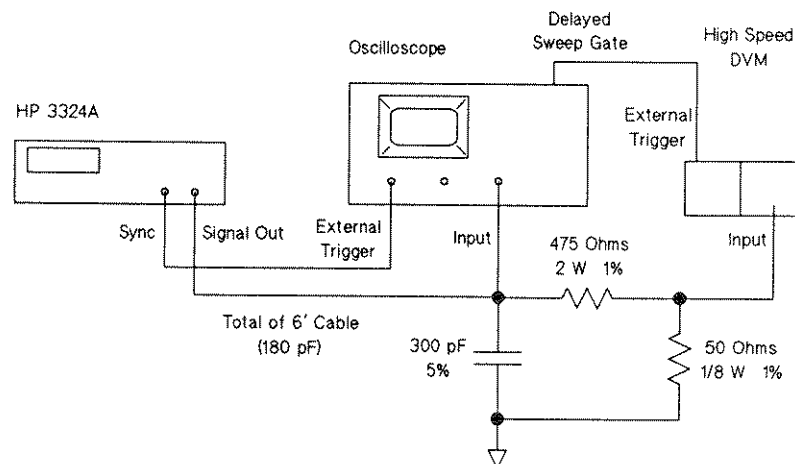 Delayed
Sweep Gate
High Speed
DVM
Oscilloscope
HP 3324A
External
Trigger
Sync
Signal Out
External
Trigger
Input
Input
475 Ohms
2 W 1%
Total of 6' Cable
(180 pF)
300 pF
5%
50 Ohms
1/8 W 1%